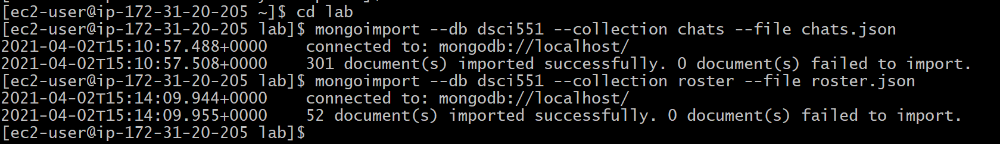 [ec2-user@ip-172-31-20-205 ~]$ cd lab
[ec2-user@ip-172-31-20-205 lab]$ mongoimport --db dsci551 --collection chats --file chats.json
2021-04-02T15:10:57.488+0000    connected to: mongodb://localhost/
2021-04-02T15:10:57.508+0000    301 document(s) imported successfully. 0 document(s) failed to import.
[ec2-user@ip-172-31-20-205 lab]$ mongoimport --db dsci551 --collection roster --file roster.json
2021-04-02T15:14:09.944+0000    connected to: mongodb://localhost/
2021-04-02T15:14:09.955+0000    52 document(s) imported successfully. 0 document(s) failed to import.
[ec2-user@ip-172-31-20-205 lab]$